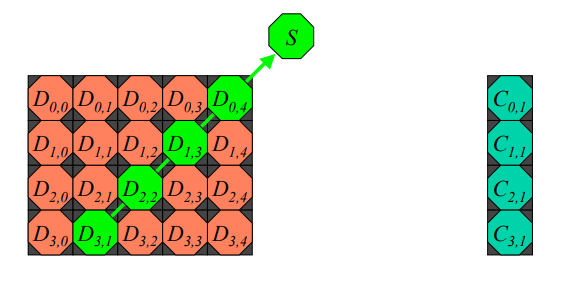 S
D0,0 D0,1 D0,2 D0,3 D0,4 C0,1
D1,0 D1,1 D1,2 D1,3 D1,4 C1,1
D2,0 D2,1 D2,2 D2,3 D2,4 C2,1
D3,0 D3,1 D3,2 D3,3 D3,4 C3,1